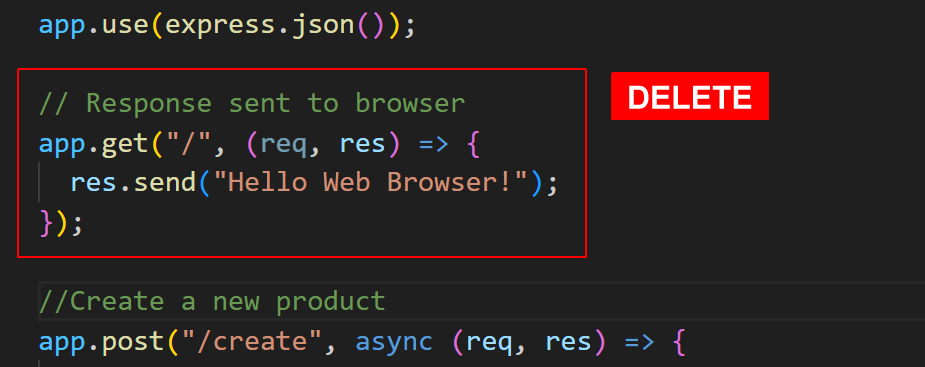 app.use(express.json());
// Response sent to browser
DELETE
app.get("/", (req, res) => {
  res.send("Hello Web Browser!");
});
//Create a new product
app.post("/create", async (req, res) => {